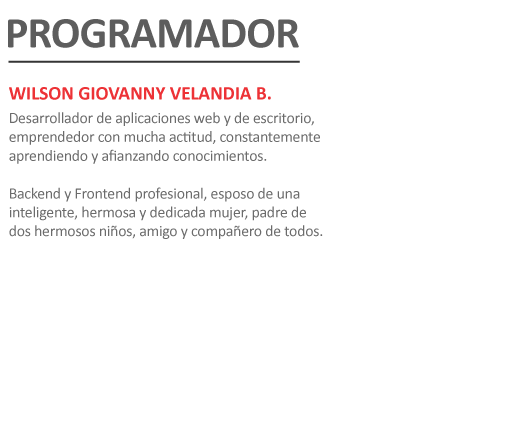 PROGRAMADOR
WILSON GIOVANNY VELANDIA B.
Desarrollador de aplicaciones web y de escritorio,
emprendedor con mucha actitud, constantemente
aprendiendo y afianzando conocimientos.
Backend y Frontend profesional, esposo de una
inteligente, hermosa y dedicada mujer, padre de
dos hermosos niños, amigo y compañero de todos.